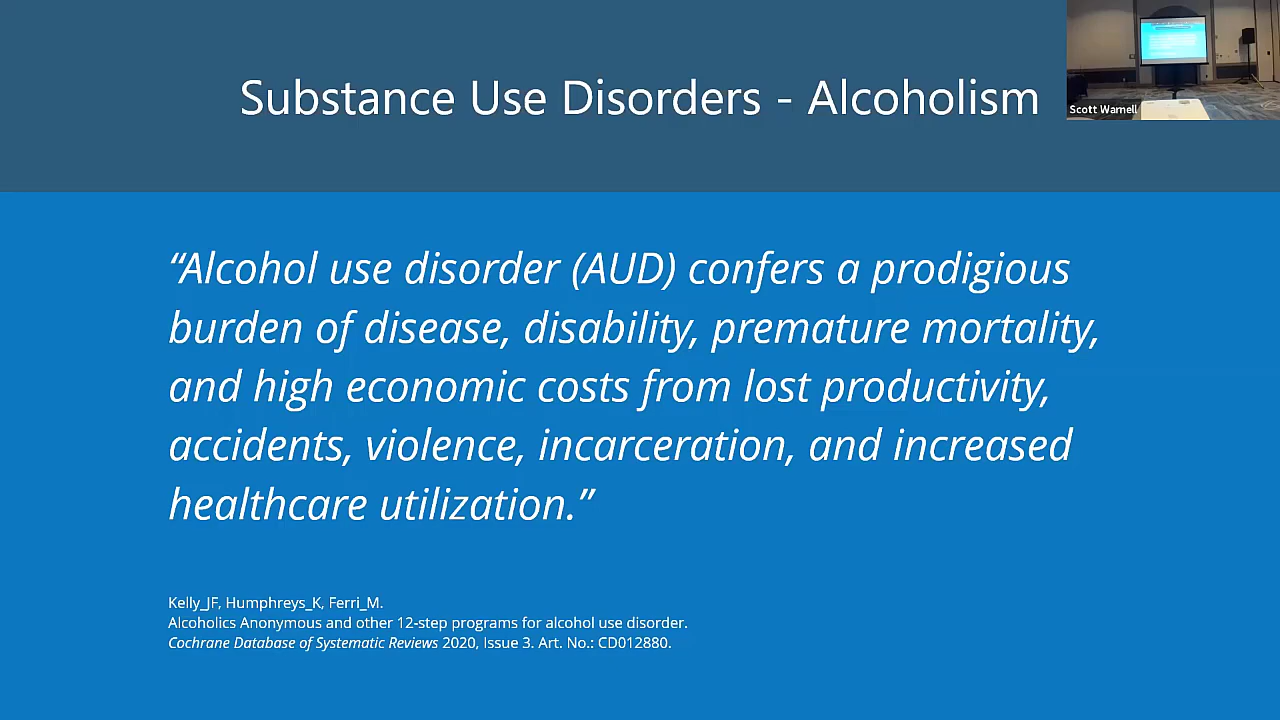 Substance Use Disorders - Alcoholism
Scott Warnell
“Alcohol use disorder (AUD) confers a prodigious
burden of disease, disability, premature mortality,
and high economic costs from lost productivity,
accidents, violence, incarceration, and increased
healthcare utilization.”
Kelly_JF, Humphreys_K, Ferri_M.
Alcoholics Anonymous and other 12-step programs for alcohol use disorder.
Cochrane Database of Systematic Reviews 2020, Issue 3. Art. No.: CD012880.